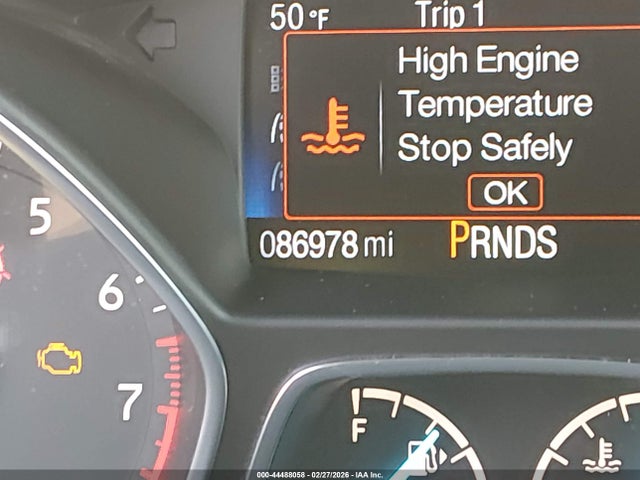 50°F Trip 1
High Engine
Temperature
Stop Safely
OK
086978 mi PRNDS
5
6
7
F
000-44488058 - 02/27/2026 - IAA Inc.